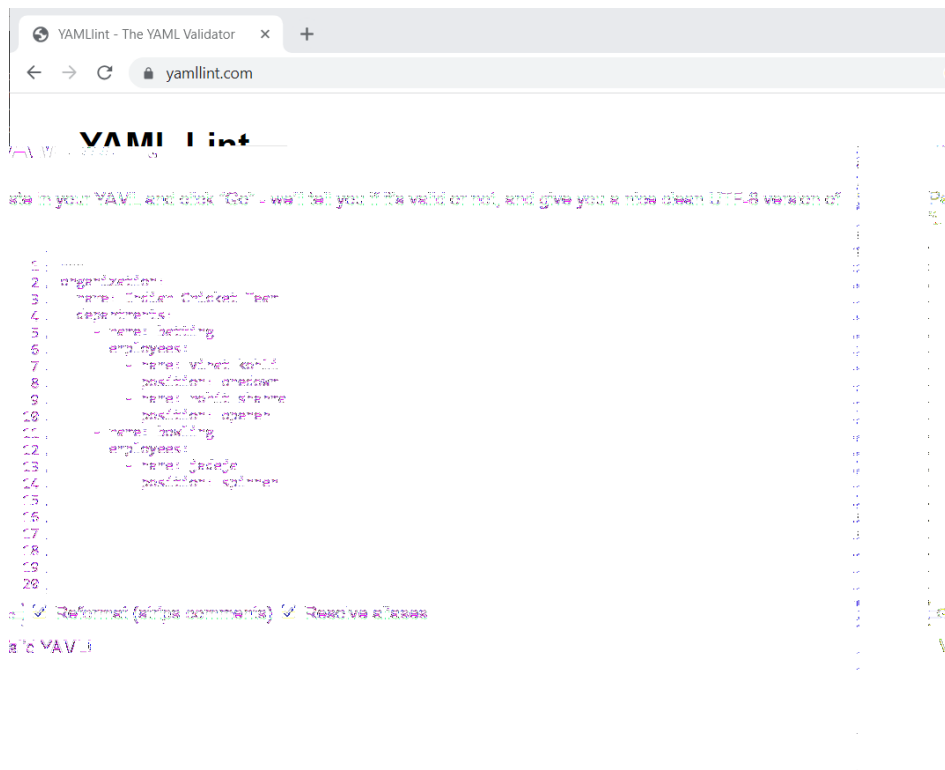 YAMLlint - The YAML Validator
yamllint.com
YAML Lint
in your YAML and click "Go" - we'll tell you if it's valid or not, and give you a nice clean UTF-8 version of
1
2 organization:
3 name: Indian Cricket Team
4 departments:
5 - name: batting
6 employees:
7 - name: virat kohli
8 position: onedown
9 - name: rohit sharma
10 position: opener
11 - name: bowling
12 employees:
13 - name: jadeja
14 position: spinner
15
16
17
18
19
20
Reformat (strips comments) Resolve aliases
YAML!